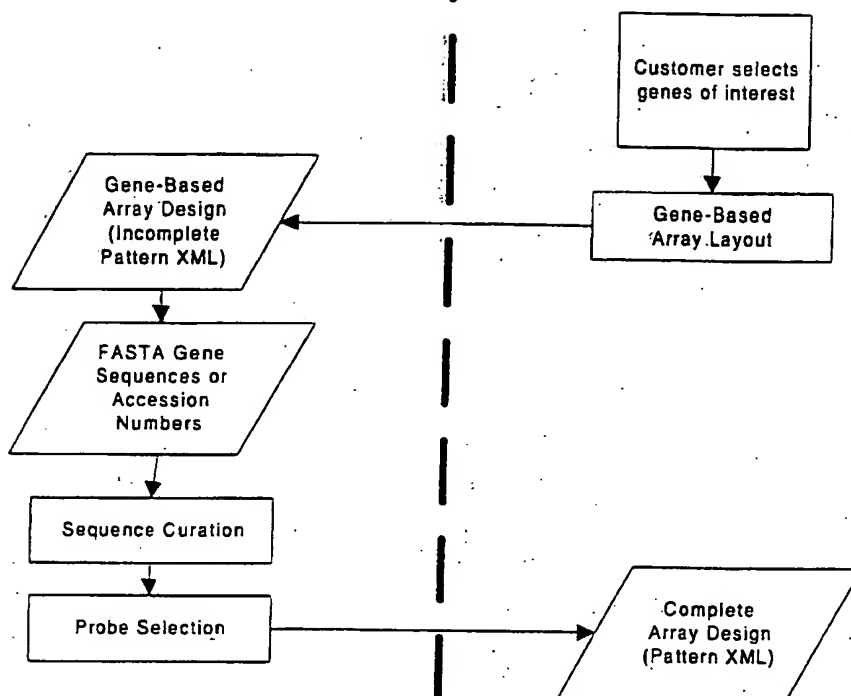 Customer selects
genes of interest
Gene-Based
Array Layout
Gene-Based
Array Design
(Incomplete
Pattern XML)
FASTA Gene
Sequences or
Accession
Numbers
Sequence Curation
Probe Selection
Complete
Array Design
(Pattern XML)